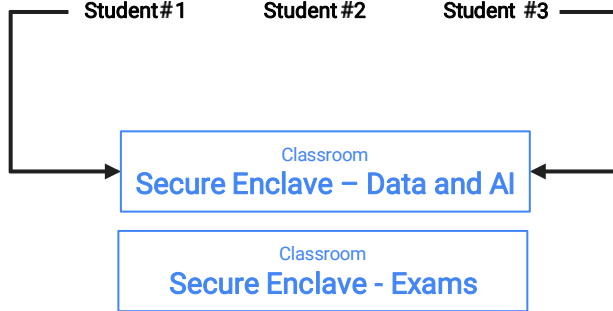 Student#1 Student#2 Student #3
Classroom
Secure Enclave – Data and AI
Classroom
Secure Enclave - Exams